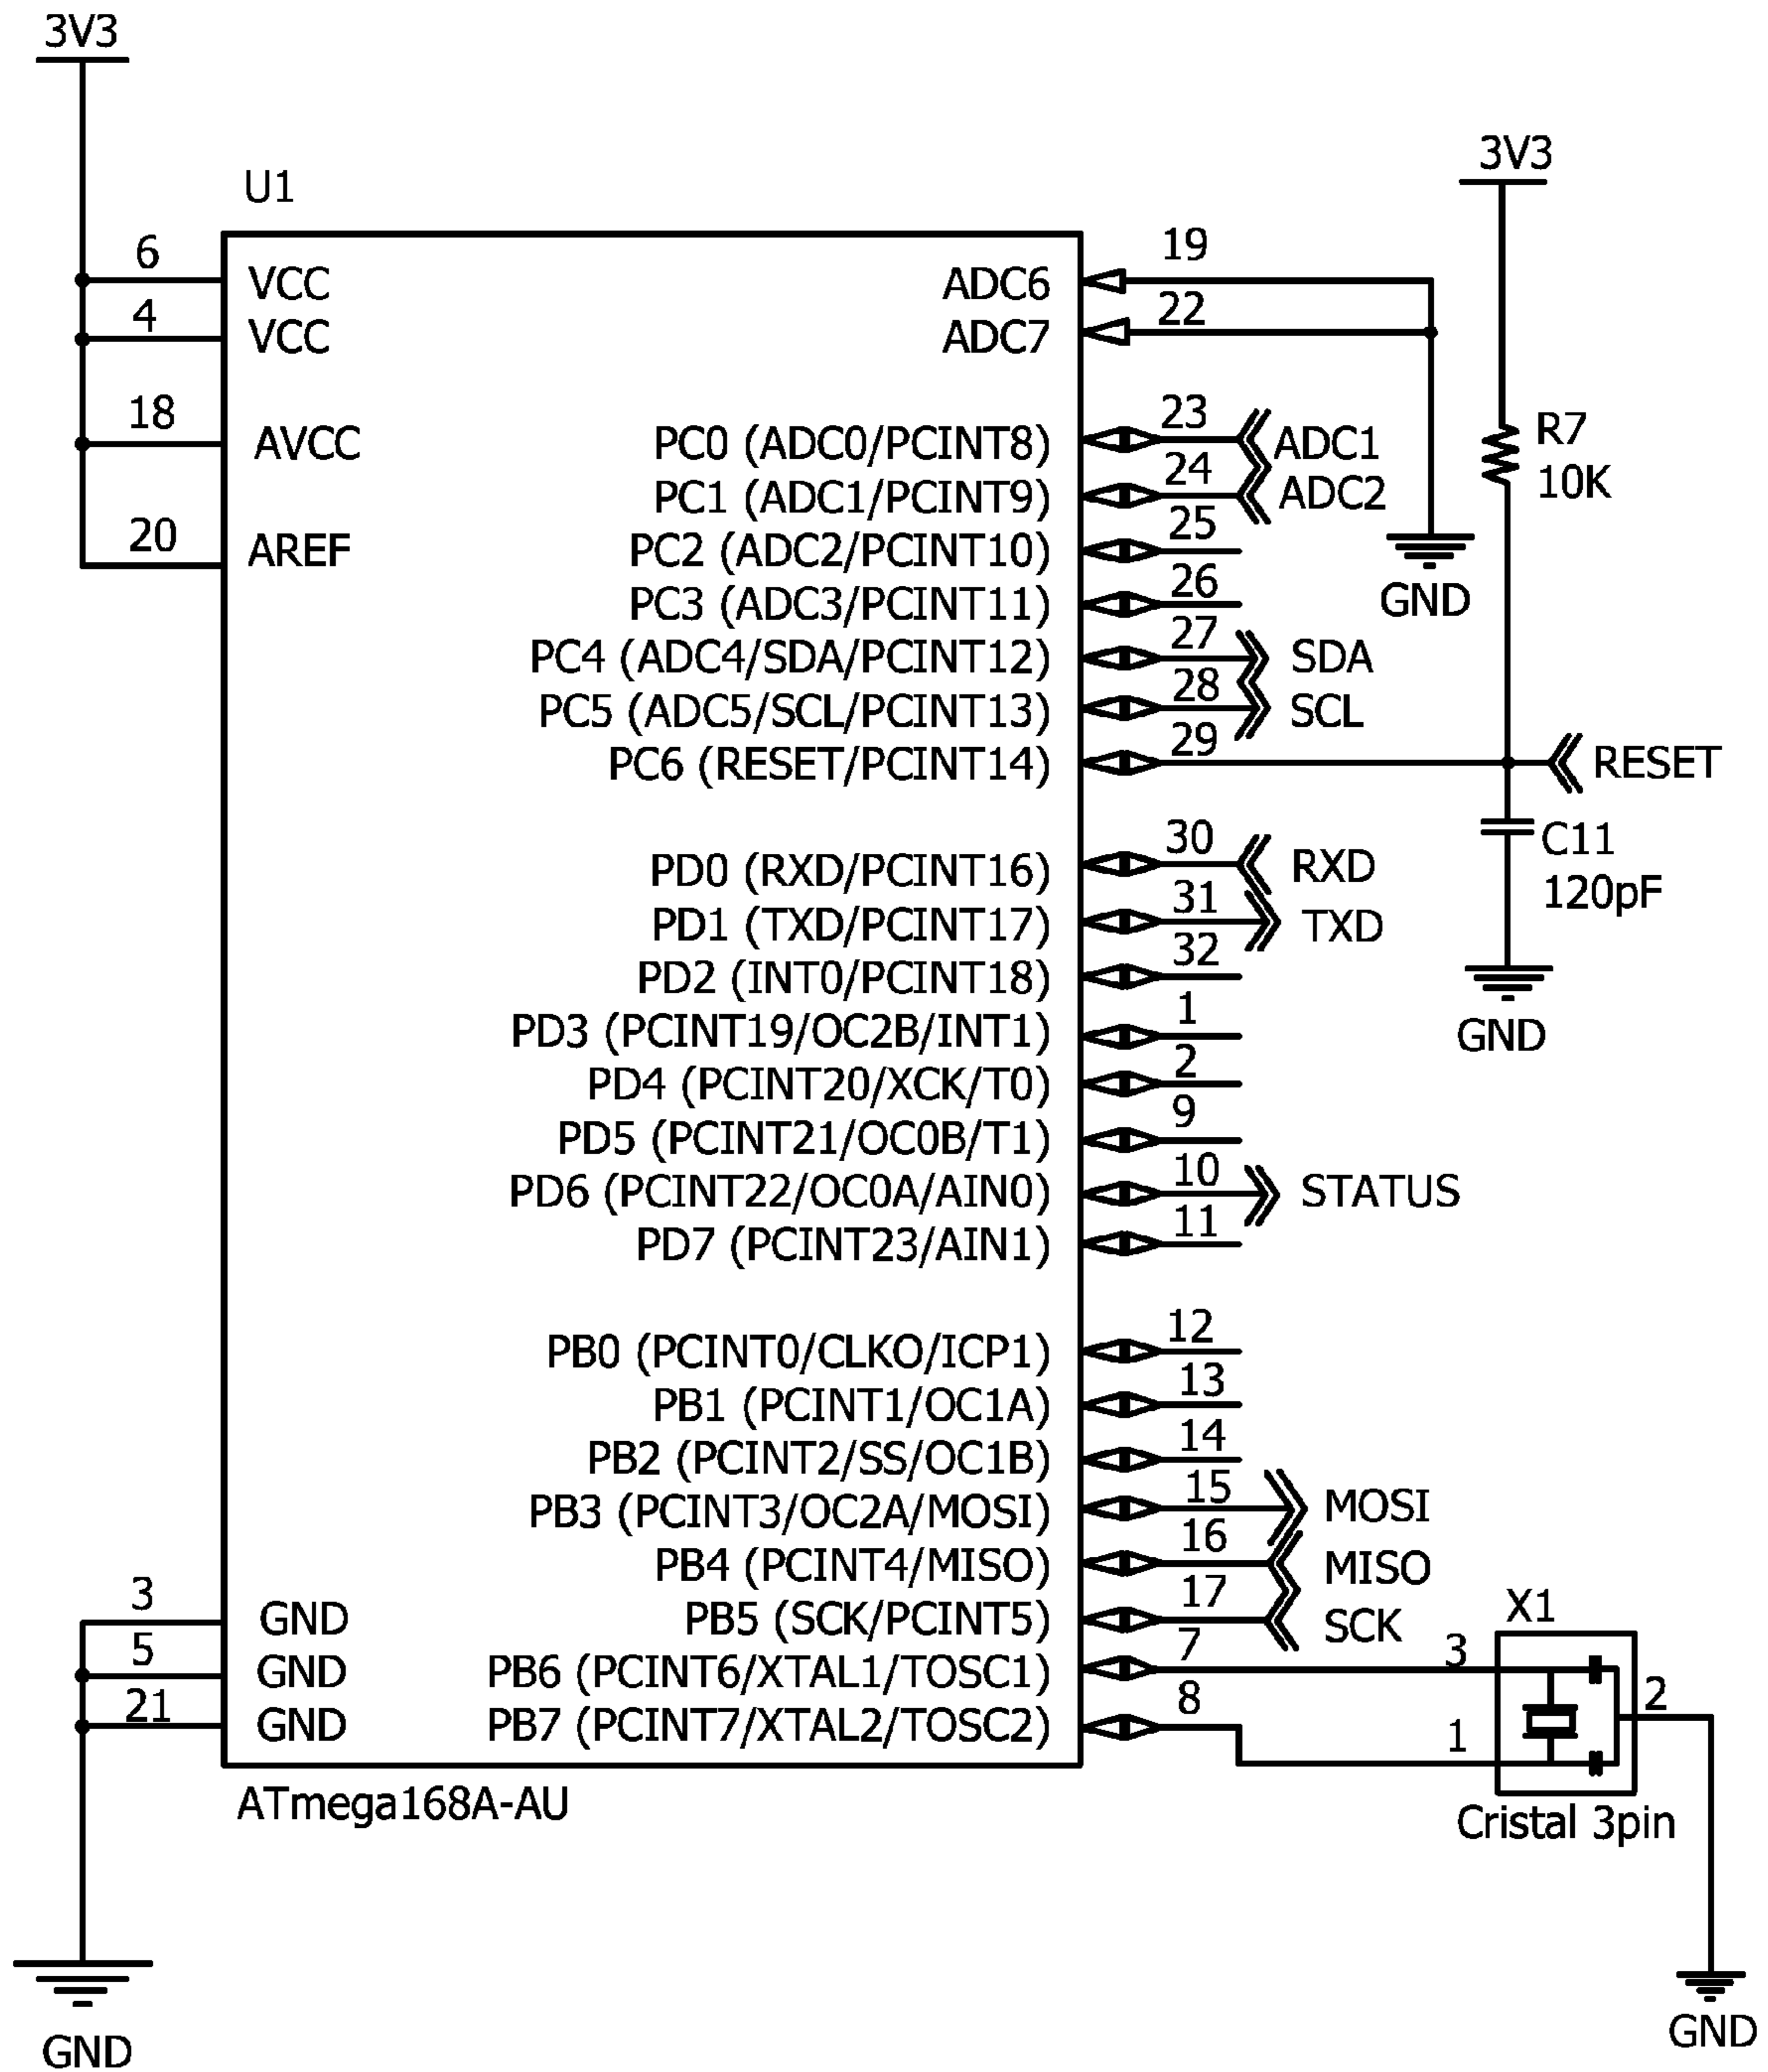 3V3
3V3
U1
6 VCC ADC6 19
4 VCC ADC7 22
18 AVCC PC0 (ADC0/PCINT8) 23 ADC1 R7
PC1 (ADC1/PCINT9) 24 ADC2 10K
20 AREF PC2 (ADC2/PCINT10) 25
PC3 (ADC3/PCINT11) 26 GND
PC4 (ADC4/SDA/PCINT12) 27 SDA
PC5 (ADC5/SCL/PCINT13) 28 SCL
PC6 (RESET/PCINT14) 29 RESET
PD0 (RXD/PCINT16) 30 RXD C11
PD1 (TXD/PCINT17) 31 TXD 120pF
PD2 (INT0/PCINT18) 32
PD3 (PCINT19/OC2B/INT1) 1 GND
PD4 (PCINT20/XCK/T0) 2
PD5 (PCINT21/OC0B/T1) 9
PD6 (PCINT22/OC0A/AIN0) 10 STATUS
PD7 (PCINT23/AIN1) 11
PB0 (PCINT0/CLKO/ICP1) 12
PB1 (PCINT1/OC1A) 13
PB2 (PCINT2/SS/OC1B) 14
PB3 (PCINT3/OC2A/MOSI) 15 MOSI
PB4 (PCINT4/MISO) 16 MISO
3 GND PB5 (SCK/PCINT5) 17 SCK X1
5 GND PB6 (PCINT6/XTAL1/TOSC1) 7 3 2
21 GND PB7 (PCINT7/XTAL2/TOSC2) 8 1
ATmega168A-AU Cristal 3pin
GND GND